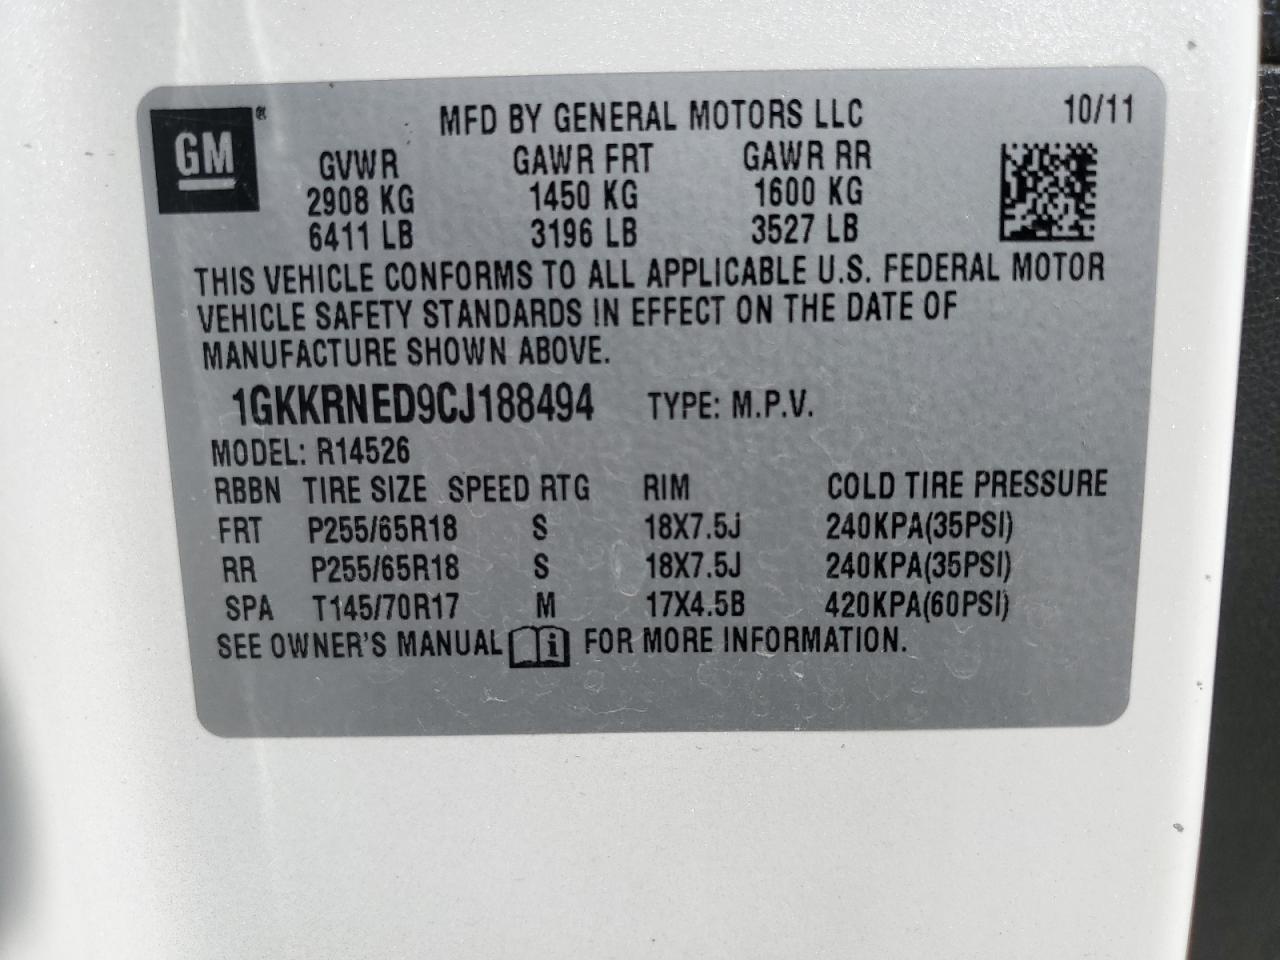 GM ®
MFD BY GENERAL MOTORS LLC 10/11
GVWR GAWR FRT GAWR RR
2908 KG 1450 KG 1600 KG
6411 LB 3196 LB 3527 LB
THIS VEHICLE CONFORMS TO ALL APPLICABLE U.S. FEDERAL MOTOR
VEHICLE SAFETY STANDARDS IN EFFECT ON THE DATE OF
MANUFACTURE SHOWN ABOVE.
1GKKRNED9CJ188494 TYPE: M.P.V.
MODEL: R14526
RBBN TIRE SIZE SPEED RTG RIM COLD TIRE PRESSURE
FRT P255/65R18 S 18X7.5J 240KPA(35PSI)
RR P255/65R18 S 18X7.5J 240KPA(35PSI)
SPA T145/70R17 M 17X4.5B 420KPA(60PSI)
SEE OWNER'S MANUAL i FOR MORE INFORMATION.